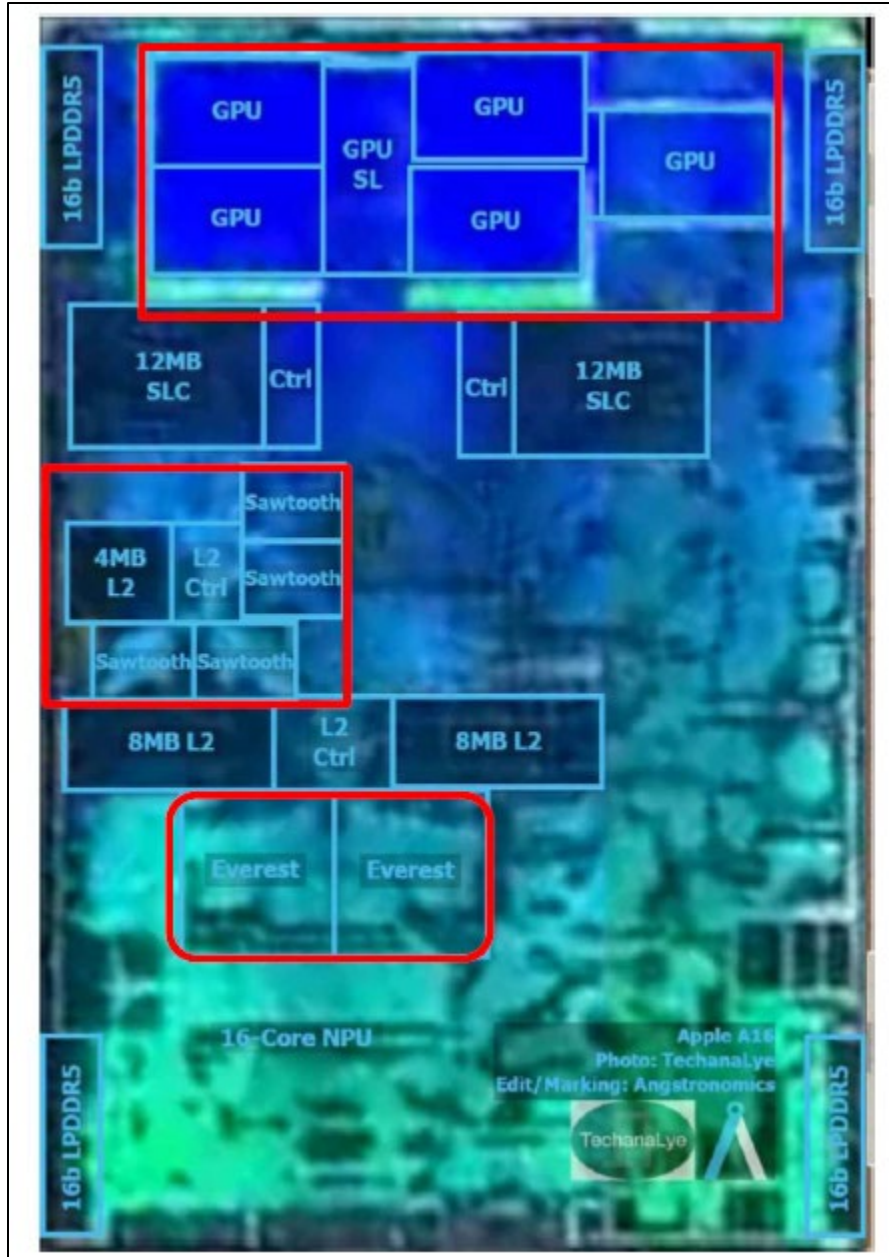 16b LPDDR5
GPU
GPU
GPU
SL
GPU
GPU
GPU
16b LPDDR5
12MB
SLC
Ctrl
Ctrl
12MB
SLC
Sawtooth
4MB
L2
L2
Ctrl
Sawtooth
Sawtooth
Sawtooth
8MB L2
L2
Ctrl
8MB L2
Everest
Everest
16-Core NPU
Apple A16
Photo: TechanaLye
Edit/Marking: Angstronomics
TechanaLye
16b LPDDR5
16b LPDDR5